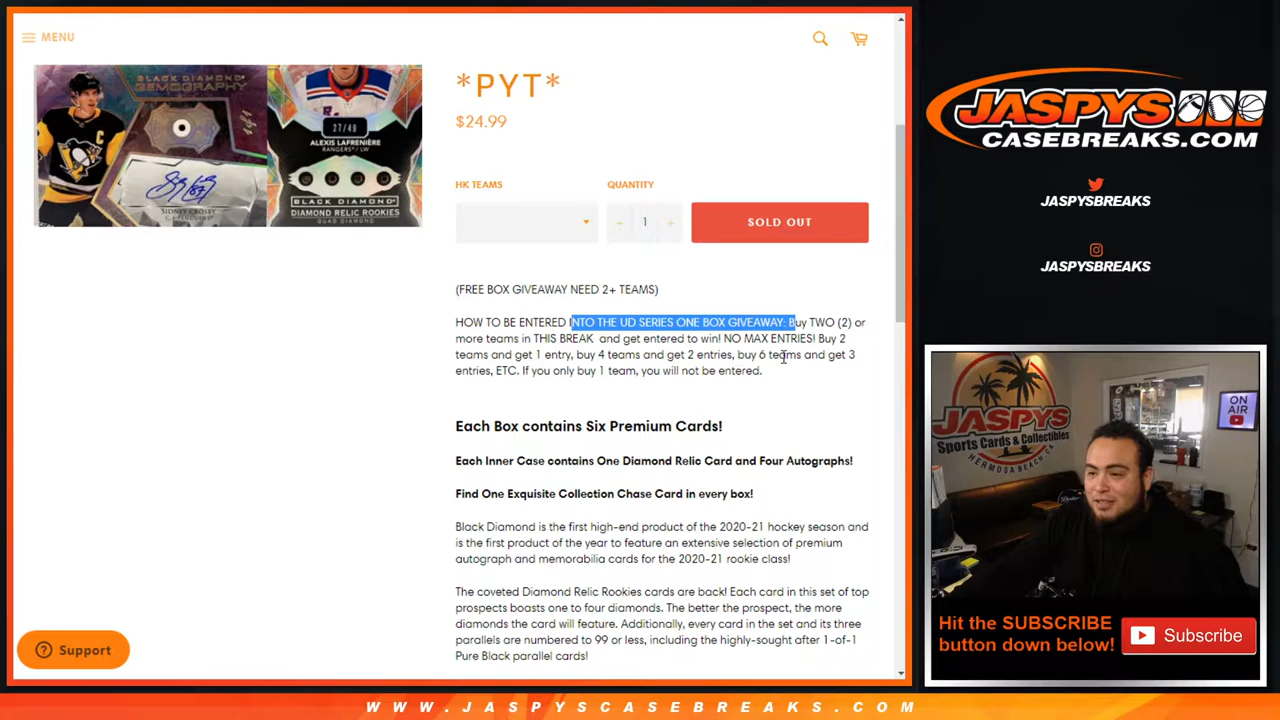 MENU
*PYT*
$24.99
HK TEAMS
QUANTITY
− 1 +
SOLD OUT
BLACK DIAMOND
GEMOGRAPHY
1/1
SIDNEY CROSBY
27/49
ALEXIS LAFRENIÈRE
RANGERS® / LW
BLACK DIAMOND
DIAMOND RELIC ROOKIES
QUAD DIAMOND
(FREE BOX GIVEAWAY NEED 2+ TEAMS)
HOW TO BE ENTERED INTO THE UD SERIES ONE BOX GIVEAWAY: Buy TWO (2) or
more teams in THIS BREAK and get entered to win! NO MAX ENTRIES! Buy 2
teams and get 1 entry, buy 4 teams and get 2 entries, buy 6 teams and get 3
entries, ETC. If you only buy 1 team, you will not be entered.
Each Box contains Six Premium Cards!
Each Inner Case contains One Diamond Relic Card and Four Autographs!
Find One Exquisite Collection Chase Card in every box!
Black Diamond is the first high-end product of the 2020-21 hockey season and
is the first product of the year to feature an extensive selection of premium
autograph and memorabilia cards for the 2020-21 rookie class!
The coveted Diamond Relic Rookies cards are back! Each card in this set of top
prospects boasts one to four diamonds. The better the prospect, the more
diamonds the card will feature. Additionally, every card in the set and its three
parallels are numbered to 99 or less, including the highly-sought after 1-of-1
Pure Black parallel cards!
Support
JASPYS
CASEBREAKS.COM
JASPYSBREAKS
JASPYSBREAKS
JASPYS
Sports Cards & Collectibles
HERMOSA BEACH, CA
ON
AIR
Hit the SUBSCRIBE
button down below!
Subscribe
WWW.JASPYSCASEBREAKS.COM